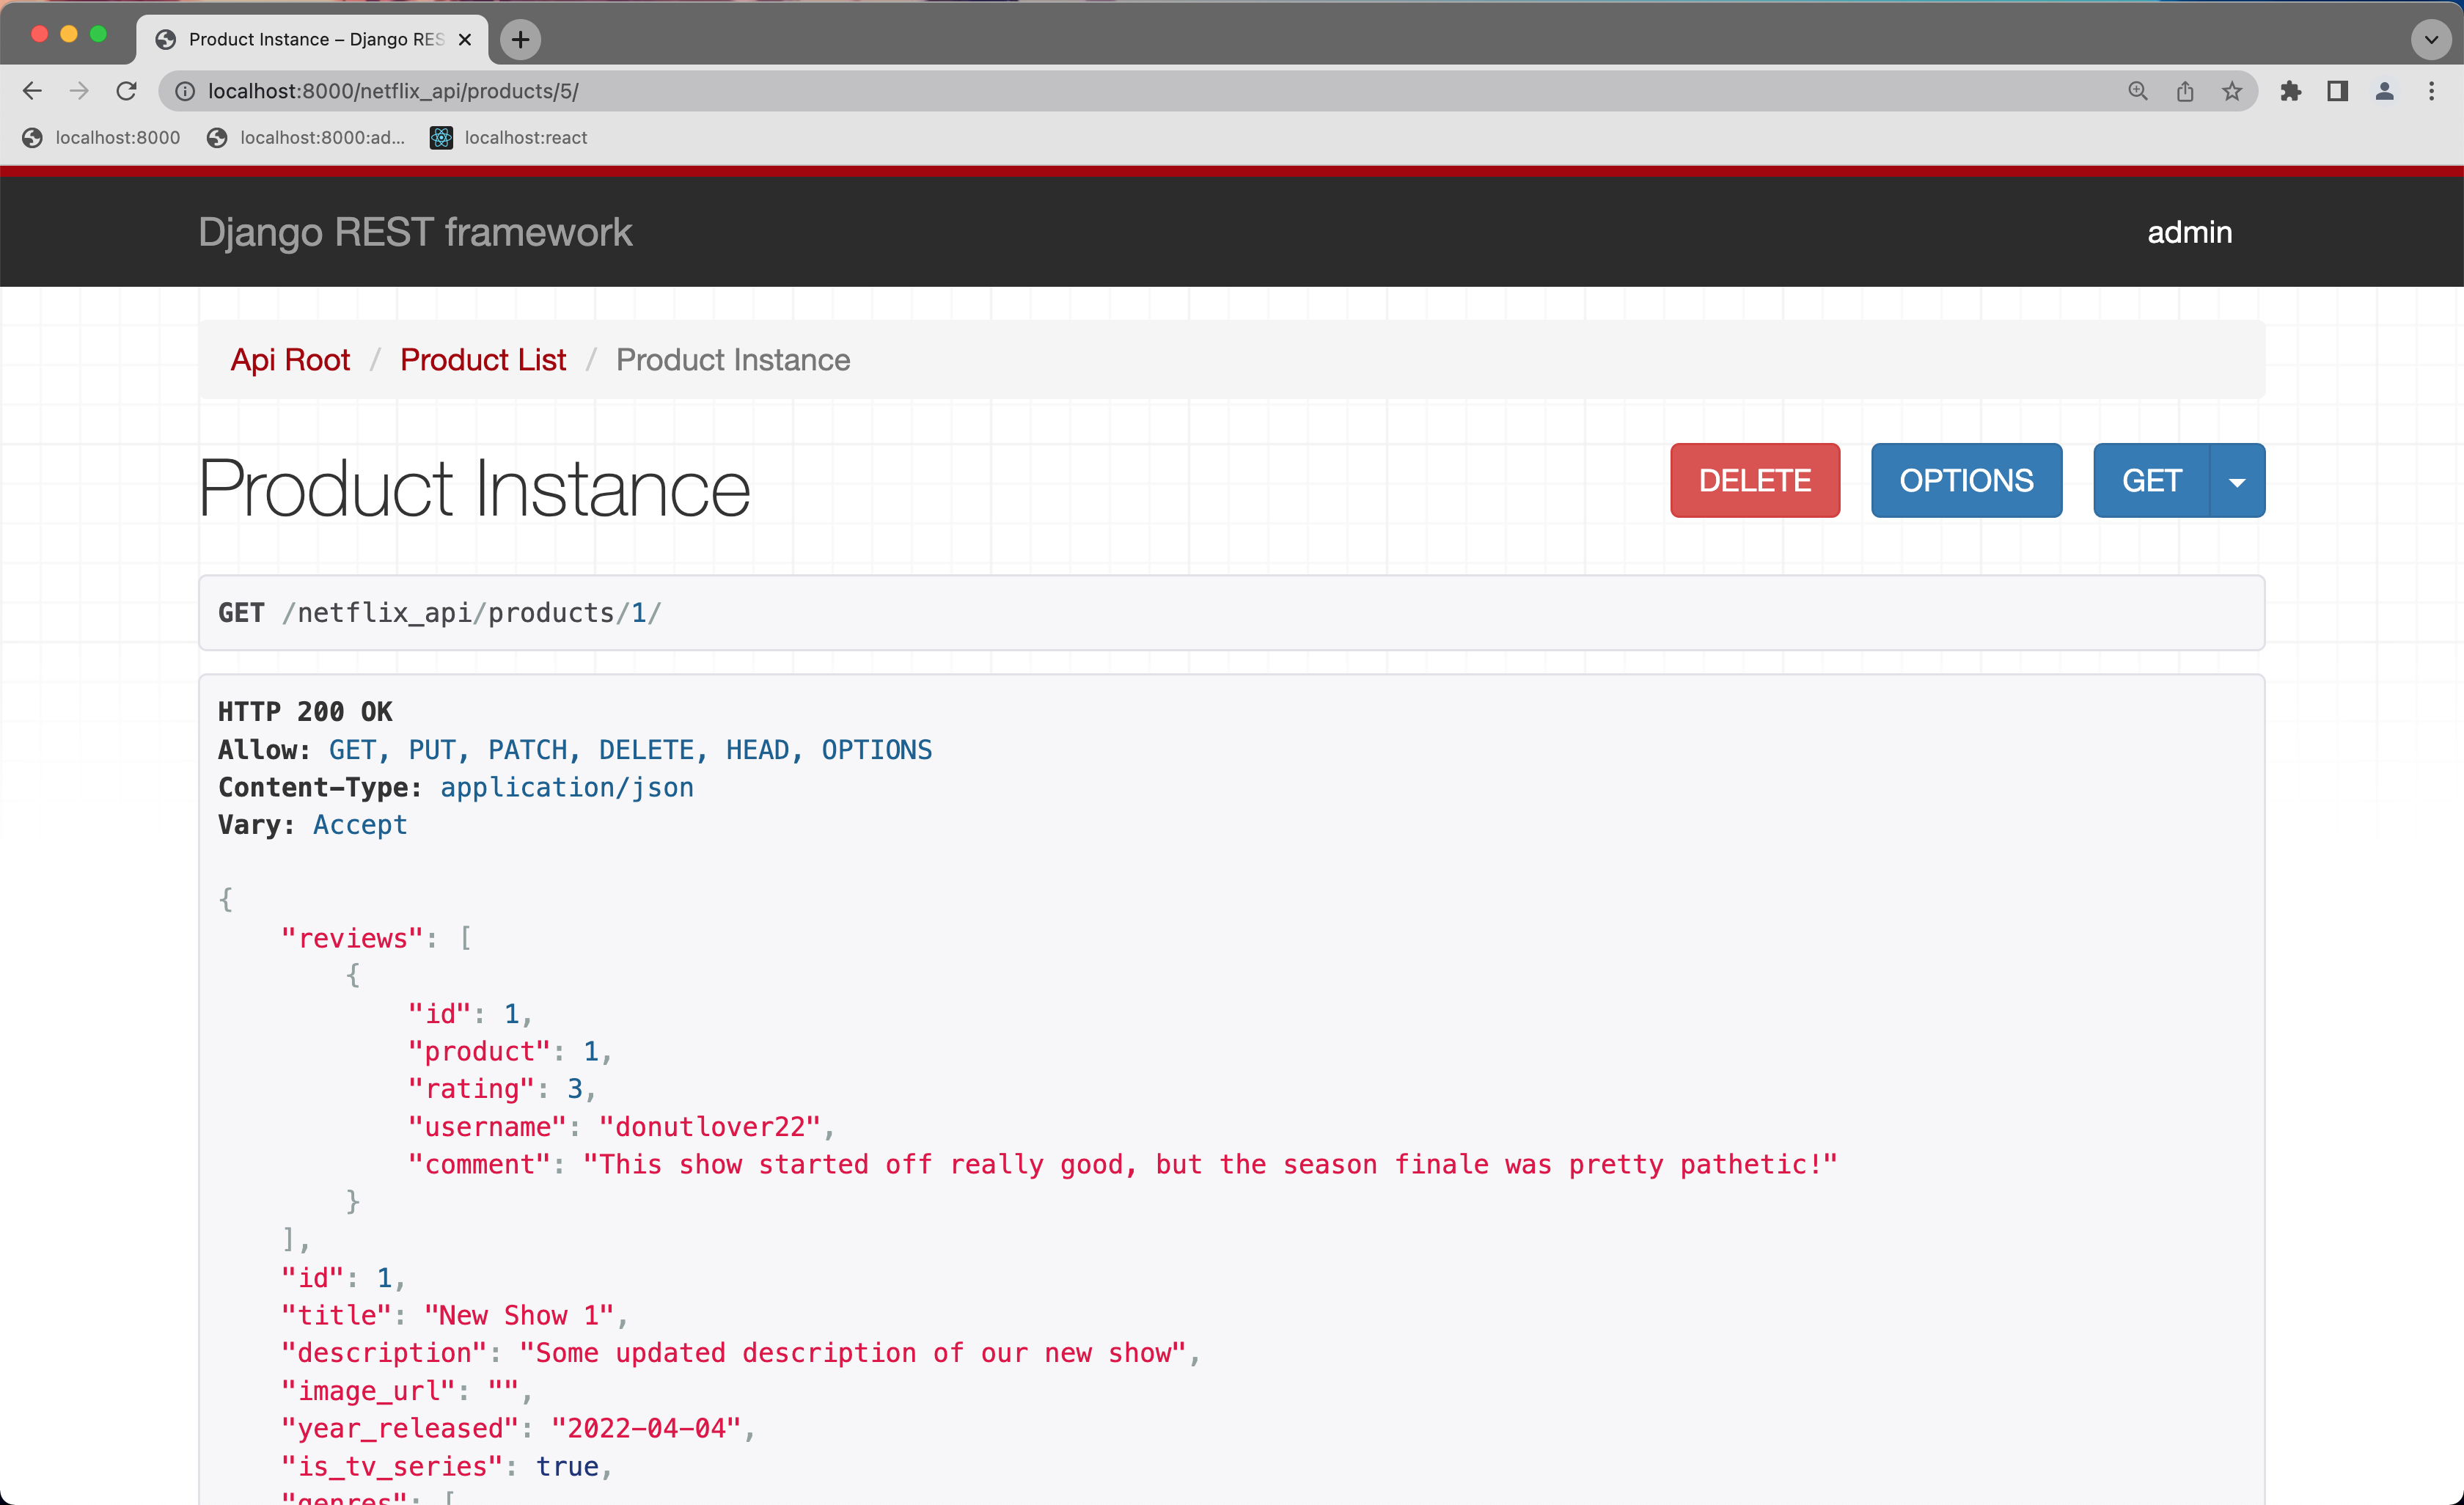 Product Instance – Django RES
localhost:8000/netflix_api/products/5/
localhost:8000 localhost:8000:ad... localhost:react
Django REST framework admin
Api Root / Product List / Product Instance
Product Instance DELETE OPTIONS GET
GET /netflix_api/products/1/
HTTP 200 OK
Allow: GET, PUT, PATCH, DELETE, HEAD, OPTIONS
Content-Type: application/json
Vary: Accept
{
"reviews": [
{
"id": 1,
"product": 1,
"rating": 3,
"username": "donutlover22",
"comment": "This show started off really good, but the season finale was pretty pathetic!"
}
],
"id": 1,
"title": "New Show 1",
"description": "Some updated description of our new show",
"image_url": "",
"year_released": "2022-04-04",
"is_tv_series": true,
"genres": [